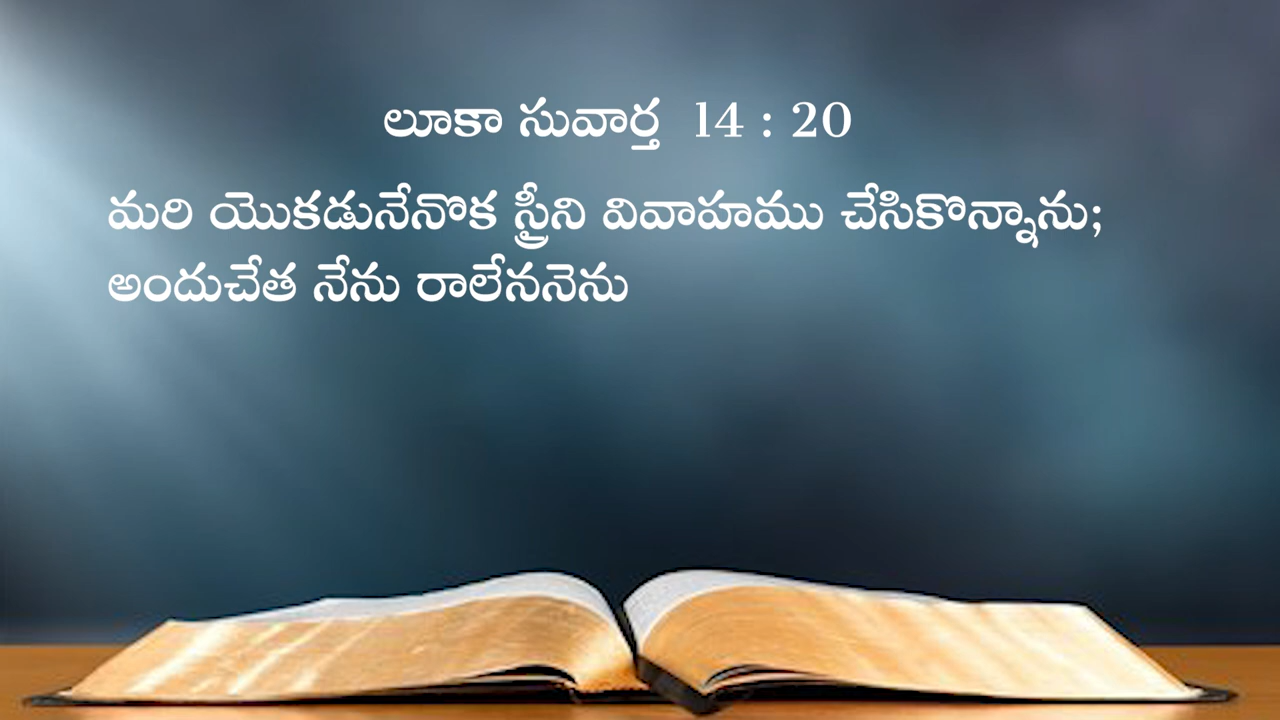 లూకా సువార్త 14 : 20
మరి యొకడునేనొక స్త్రీని వివాహము చేసికొన్నాను;
అందుచేత నేను రాలేననెను